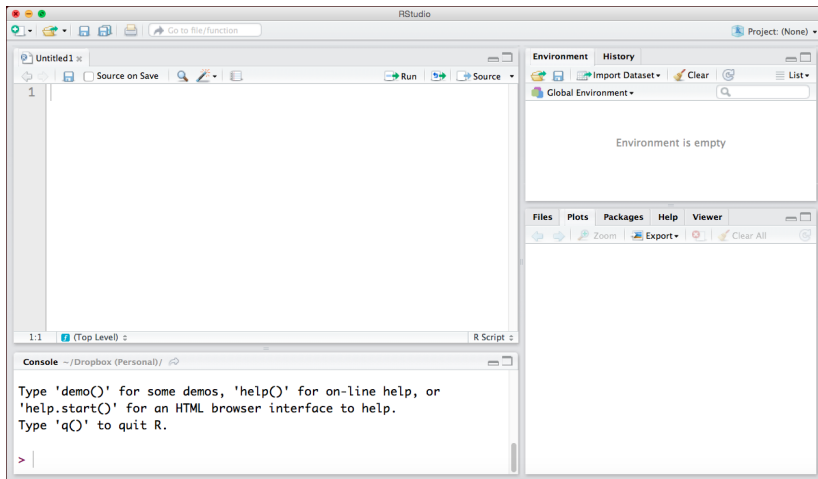 RStudio
Go to file/function
Project: (None)
Untitled1
Source on Save
Run
Source
1
1:1
(Top Level)
R Script
Console ~/Dropbox (Personal)/
Type 'demo()' for some demos, 'help()' for on-line help, or
'help.start()' for an HTML browser interface to help.
Type 'q()' to quit R.
>
Environment History
Import Dataset
Clear
List
Global Environment
Environment is empty
Files Plots Packages Help Viewer
Zoom
Export
Clear All